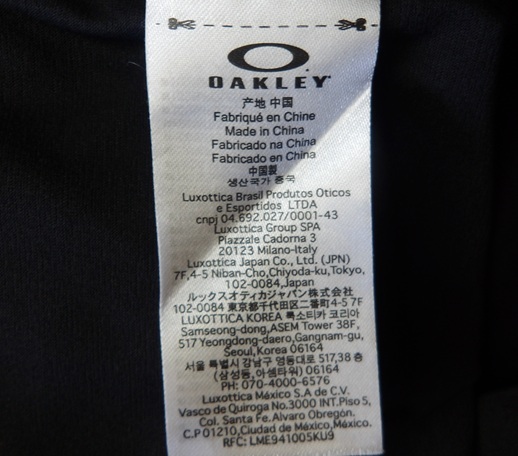 OAKLEY
产地 中国
Fabriqué en Chine
Made in China
Fabricado na China
Fabricado en China
中国製
생산국가 중국
Luxottica Brasil Produtos Oticos
e Esportidos LTDA
cnpj 04.692.027/0001-43
Luxottica Group SPA
Piazzale Cadorna 3
20123 Milano-Italy
Luxottica Japan Co., Ltd. (JPN)
7F,4-5 Niban-Cho,Chiyoda-ku,Tokyo,
102-0084,Japan
ルックスオティカジャパン株式会社
102-0084 東京都千代田区二番町4-5 7F
LUXOTTICA KOREA 룩소티카 코리아
Samseong-dong,ASEM Tower 38F,
517 Yeongdong-daero,Gangnam-gu,
Seoul,Korea 06164
서울 특별시 강남구 영동대로 517,38 층
(삼성동,아셈타워) 06164
PH: 070-4000-6576
Luxottica México S.A de C.V.
Vasco de Quiroga No.3000 INT.Piso 5,
Col. Santa Fe.Alvaro Obregón.
C.P 01210,Ciudad de México,México.
RFC: LME941005KU9